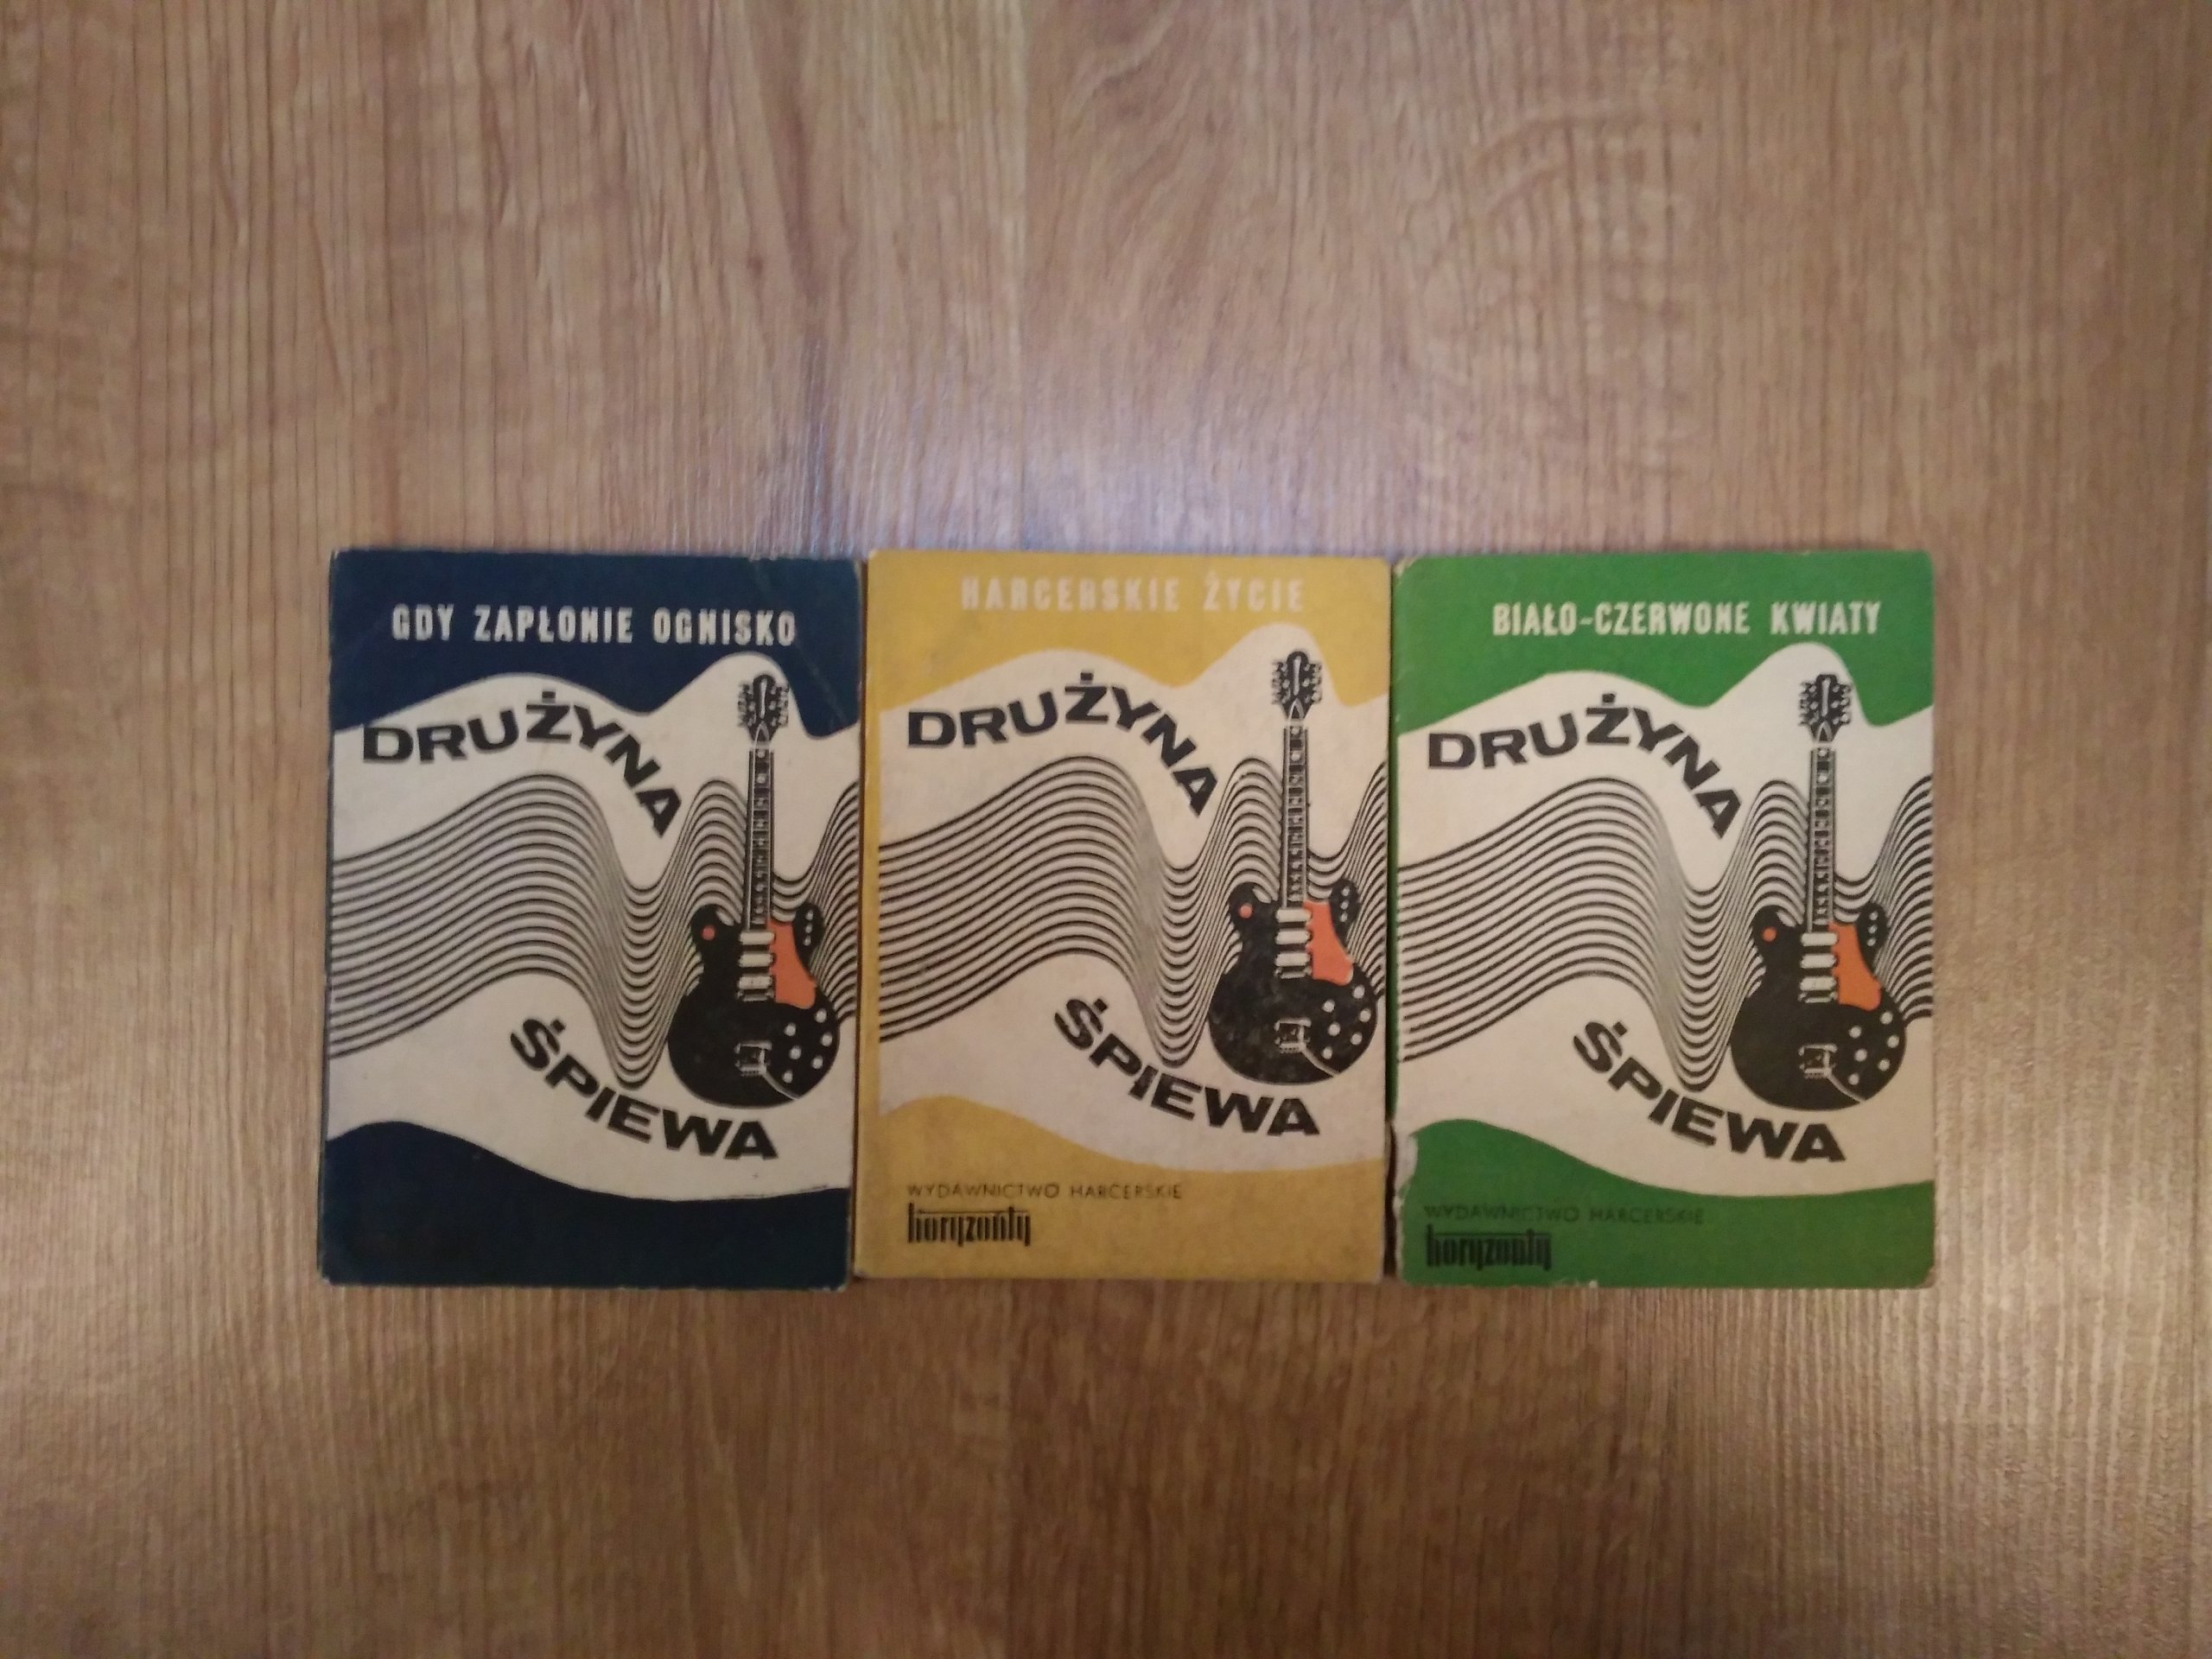 GDY ZAPŁONIE OGNISKO
DRUŻYNA
ŚPIEWA
HARCERSKIE ŻYCIE
DRUŻYNA
ŚPIEWA
WYDAWNICTWO HARCERSKIE
horyzonty
BIAŁO-CZERWONE KWIATY
DRUŻYNA
ŚPIEWA
WYDAWNICTWO HARCERSKIE
horyzonty